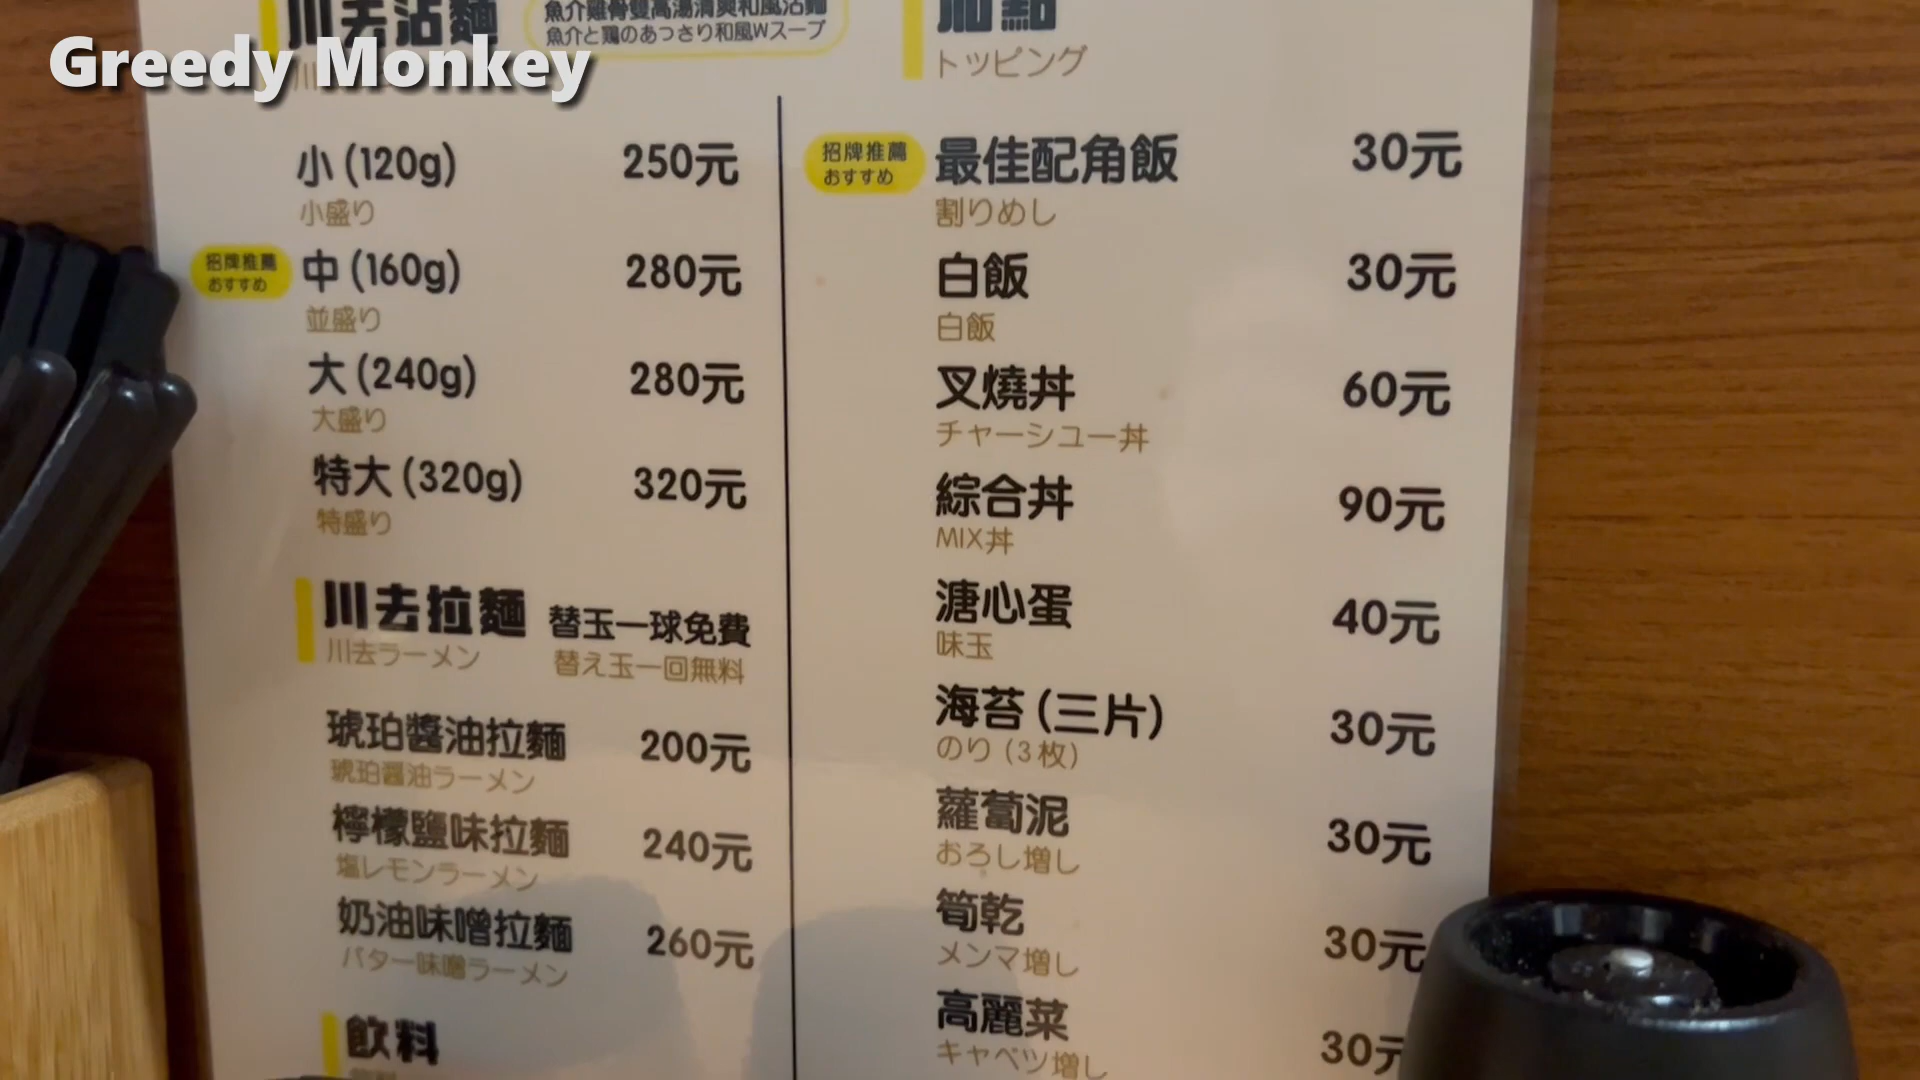 Greedy Monkey
川去沾麵
魚介雞骨雙高湯清爽和風沾麵
魚介と鶏のあっさり和風Wスープ
小 (120g) 250元
小盛り
招牌推薦
おすすめ
中 (160g) 280元
並盛り
大 (240g) 280元
大盛り
特大 (320g) 320元
特盛り
川去拉麵 替玉一球免費
川去ラーメン 替え玉一回無料
琥珀醬油拉麵 200元
琥珀醤油ラーメン
檸檬鹽味拉麵 240元
塩レモンラーメン
奶油味噌拉麵 260元
バター味噌ラーメン
飲料
加點
トッピング
招牌推薦
おすすめ
最佳配角飯 30元
割りめし
白飯 30元
白飯
叉燒丼 60元
チャーシュー丼
綜合丼 90元
MIX丼
溏心蛋 40元
味玉
海苔 (三片) 30元
のり (3枚)
蘿蔔泥 30元
おろし増し
筍乾 30元
メンマ増し
高麗菜 30元
キャベツ増し